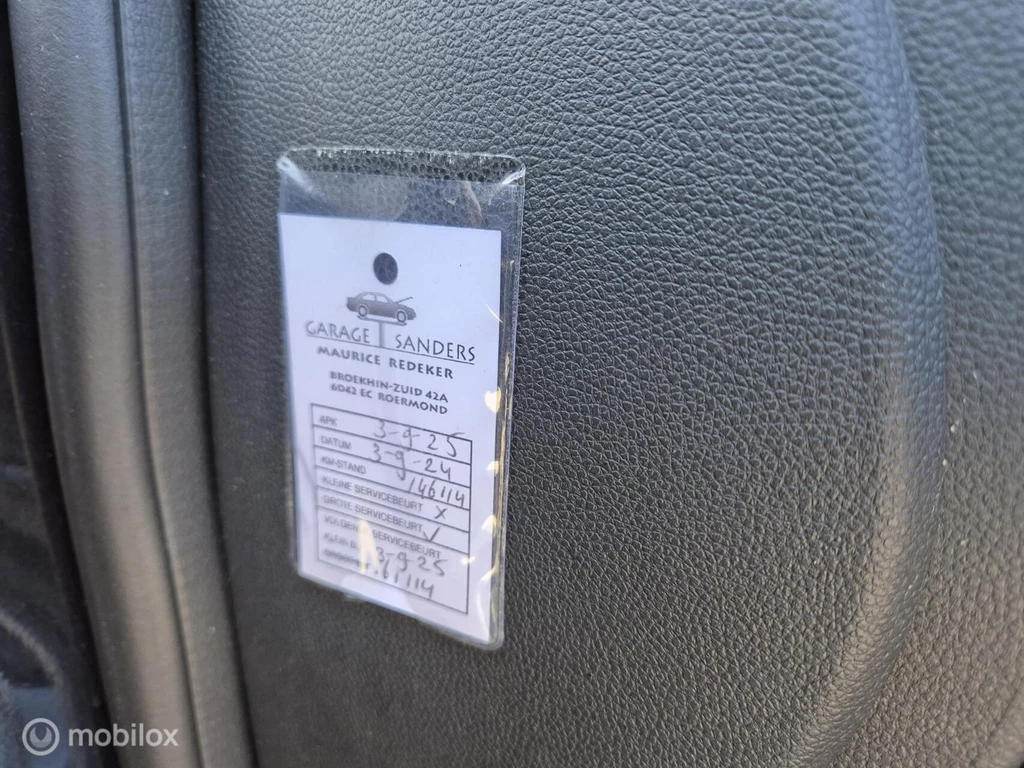 GARAGE SANDERS
MAURICE REDEKER
BROEKHIN-ZUID 42A
6042 EC ROERMOND
APK 3-9-25
DATUM 3-9-24
KM-STAND 146114
KLEINE SERVICEBEURT X
GROTE SERVICEBEURT V
SERVICEBEURT
3-9-25
161114
mobilox